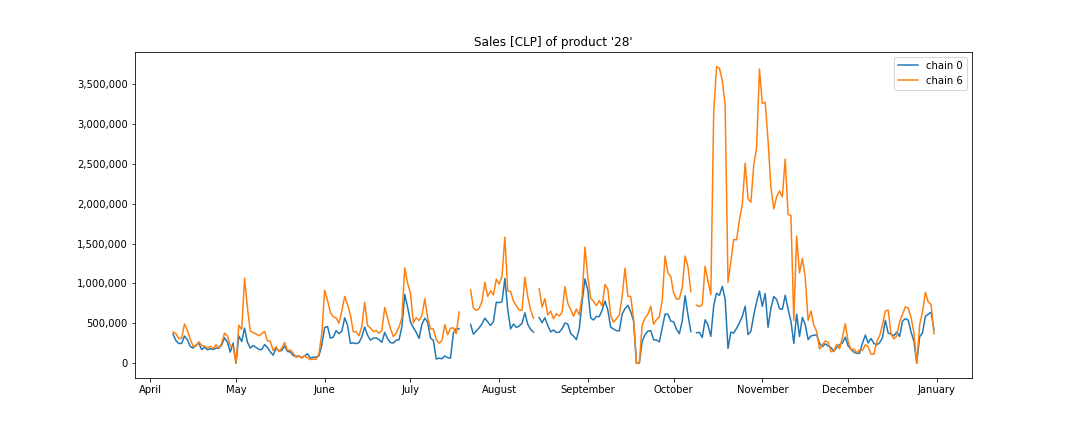 Sales [CLP] of product '28'
chain 0
chain 6
3,500,000
3,000,000
2,500,000
2,000,000
1,500,000
1,000,000
500,000
0
April May June July August September October November December January